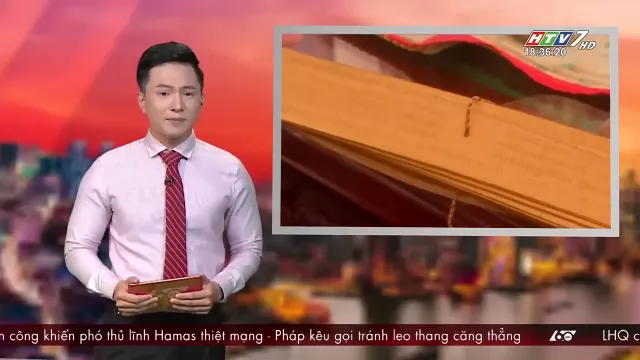 HTV7 HD
18:36:20
công khiến phó thủ lĩnh Hamas thiệt mạng - Pháp kêu gọi tránh leo thang căng thẳng 60 LHQ